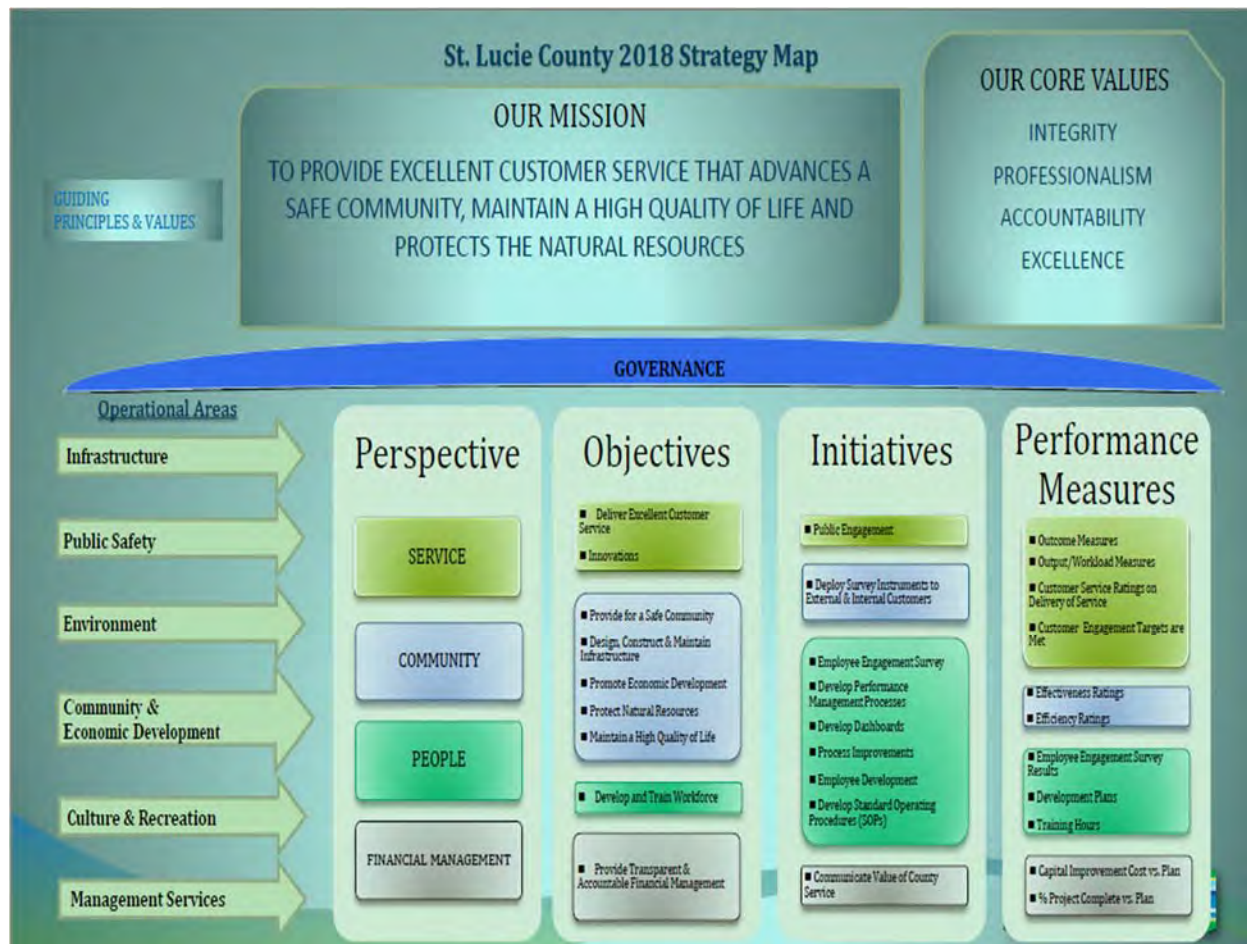 St. Lucie County 2018 Strategy Map
OUR MISSION
TO PROVIDE EXCELLENT CUSTOMER SERVICE THAT ADVANCES A
SAFE COMMUNITY, MAINTAIN A HIGH QUALITY OF LIFE AND
PROTECTS THE NATURAL RESOURCES
OUR CORE VALUES
INTEGRITY
PROFESSIONALISM
ACCOUNTABILITY
EXCELLENCE
GUIDING
PRINCIPLES & VALUES
GOVERNANCE
Operational Areas
Infrastructure
Public Safety
Environment
Community &
Economic Development
Culture & Recreation
Management Services
Perspective
SERVICE
COMMUNITY
PEOPLE
FINANCIAL MANAGEMENT
Objectives
■ Deliver Excellent Customer
Service
■ Innovations
■ Provide for a Safe Community
■ Design, Construct & Maintain
Infrastructure
■ Promote Economic Development
■ Protect Natural Resources
■ Maintain a High Quality of Life
■ Develop and Train Workforce
■ Provide Transparent &
Accountable Financial Management
Initiatives
■ Public Engagement
■ Deploy Survey Instruments to
External & Internal Customers
■ Employee Engagement Survey
■ Develop Performance
Management Processes
■ Develop Dashboards
■ Process Improvements
■ Employee Development
■ Develop Standard Operating
Procedures (SOPs)
■ Communicate Value of County
Service
Performance
Measures
■ Outcome Measures
■ Output/Workload Measures
■ Customer Service Ratings on
Delivery of Service
■ Customer Engagement Targets are
Met
■ Effectiveness Ratings
■ Efficiency Ratings
■ Employee Engagement Survey
Results
■ Development Plans
■ Training Hours
■ Capital Improvement Cost vs. Plan
■ % Project Complete vs. Plan